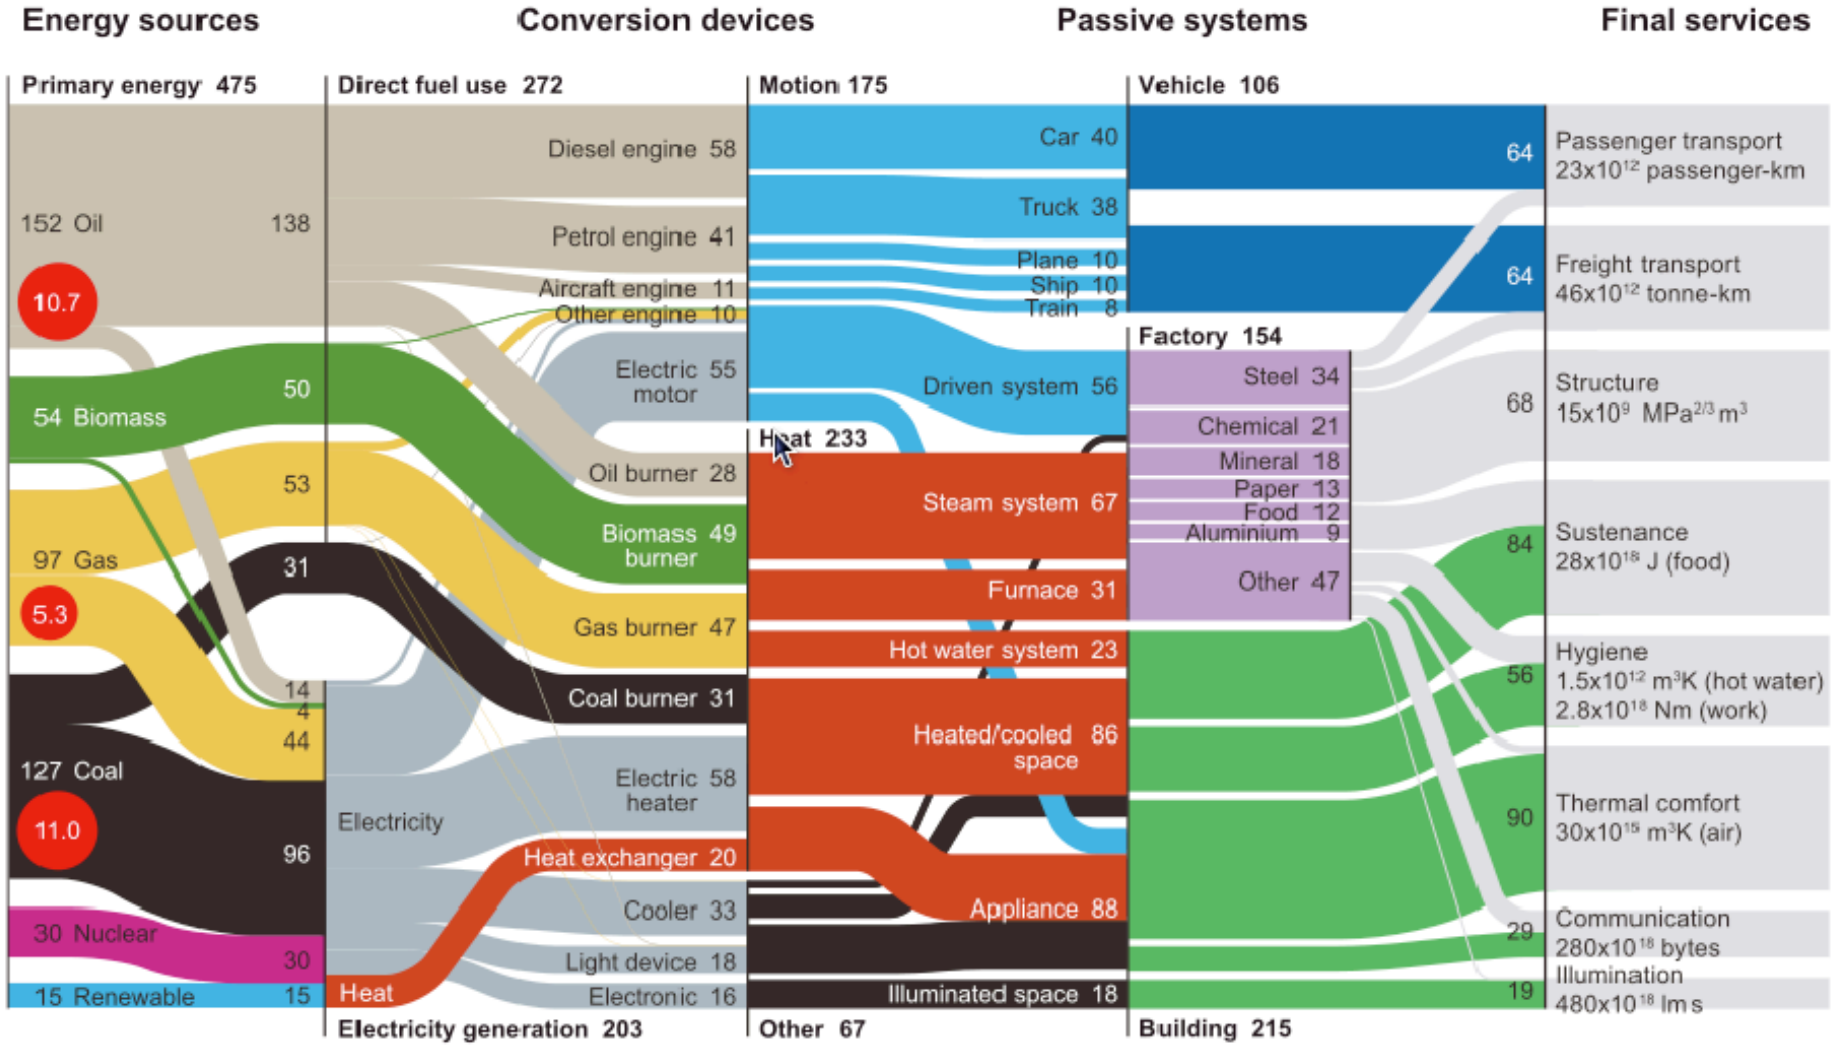 Energy sources
Conversion devices
Passive systems
Final services
Primary energy 475
Direct fuel use 272
Motion 175
Vehicle 106
152 Oil
138
10.7
50
54 Biomass
53
97 Gas
5.3
31
14
4
44
127 Coal
11.0
96
30 Nuclear
30
15 Renewable
15
Diesel engine 58
Petrol engine 41
Aircraft engine 11
Other engine 10
Electric 55
motor
Oil burner 28
Biomass 49
burner
Gas burner 47
Coal burner 31
Electricity
Electric 58
heater
Heat exchanger 20
Cooler 33
Light device 18
Heat
Electronic 16
Electricity generation 203
Car 40
Truck 38
Plane 10
Ship 10
Train 8
Driven system 56
Heat 233
Steam system 67
Furnace 31
Hot water system 23
Heated/cooled 86
space
Appliance 88
Illuminated space 18
Other 67
Factory 154
Steel 34
Chemical 21
Mineral 18
Paper 13
Food 12
Aluminium 9
Other 47
Building 215
64
Passenger transport
23x10¹² passenger-km
64
Freight transport
46x10¹² tonne-km
68
Structure
15x10⁹ MPa²ᐟ³ m³
84
Sustenance
28x10¹⁸ J (food)
56
Hygiene
1.5x10¹² m³K (hot water)
2.8x10¹⁸ Nm (work)
90
Thermal comfort
30x10¹⁵ m³K (air)
29
Communication
280x10¹⁸ bytes
19
Illumination
480x10¹⁸ lm s